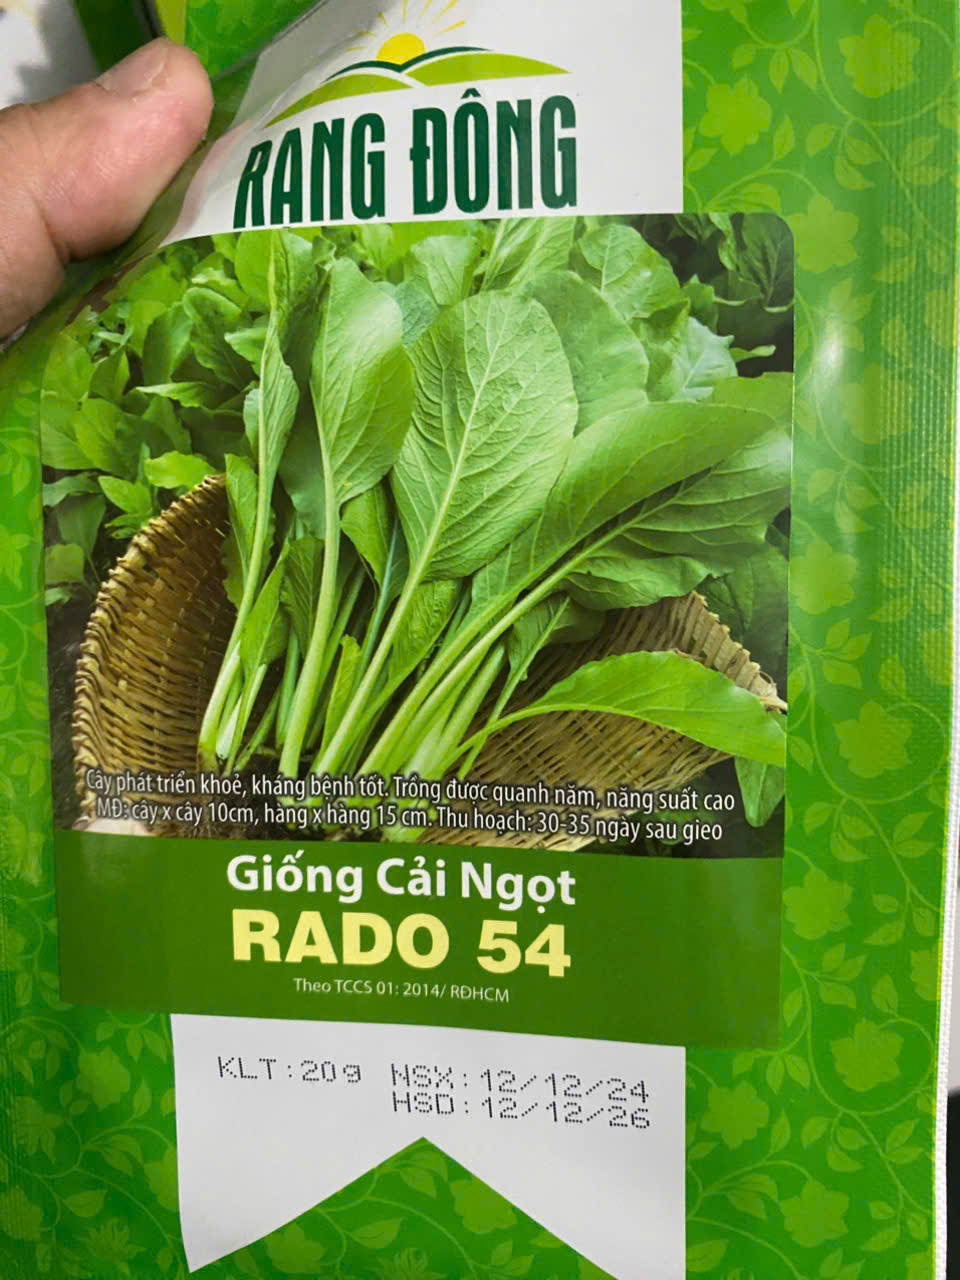 RẠNG ĐÔNG
Cây phát triển khoẻ, kháng bệnh tốt. Trồng được quanh năm, năng suất cao
MĐ: cây x cây 10cm, hàng x hàng 15 cm. Thu hoạch: 30-35 ngày sau gieo
Giống Cải Ngọt
RADO 54
Theo TCCS 01: 2014/ RĐHCM
KLT:20g NSX:12/12/24
HSD:12/12/26